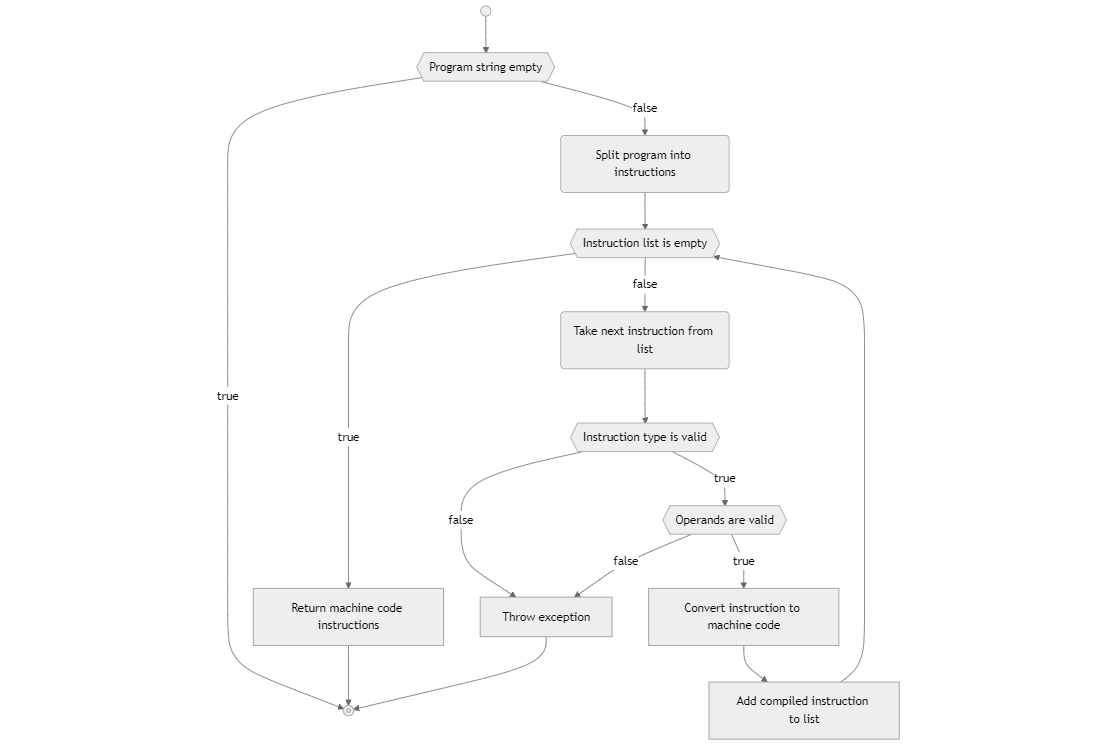 Program string empty
false
Split program into
instructions
Instruction list is empty
false
Take next instruction from
list
true
true
Instruction type is valid
true
false
Operands are valid
false
true
Return machine code
instructions
Throw exception
Convert instruction to
machine code
Add compiled instruction
to list